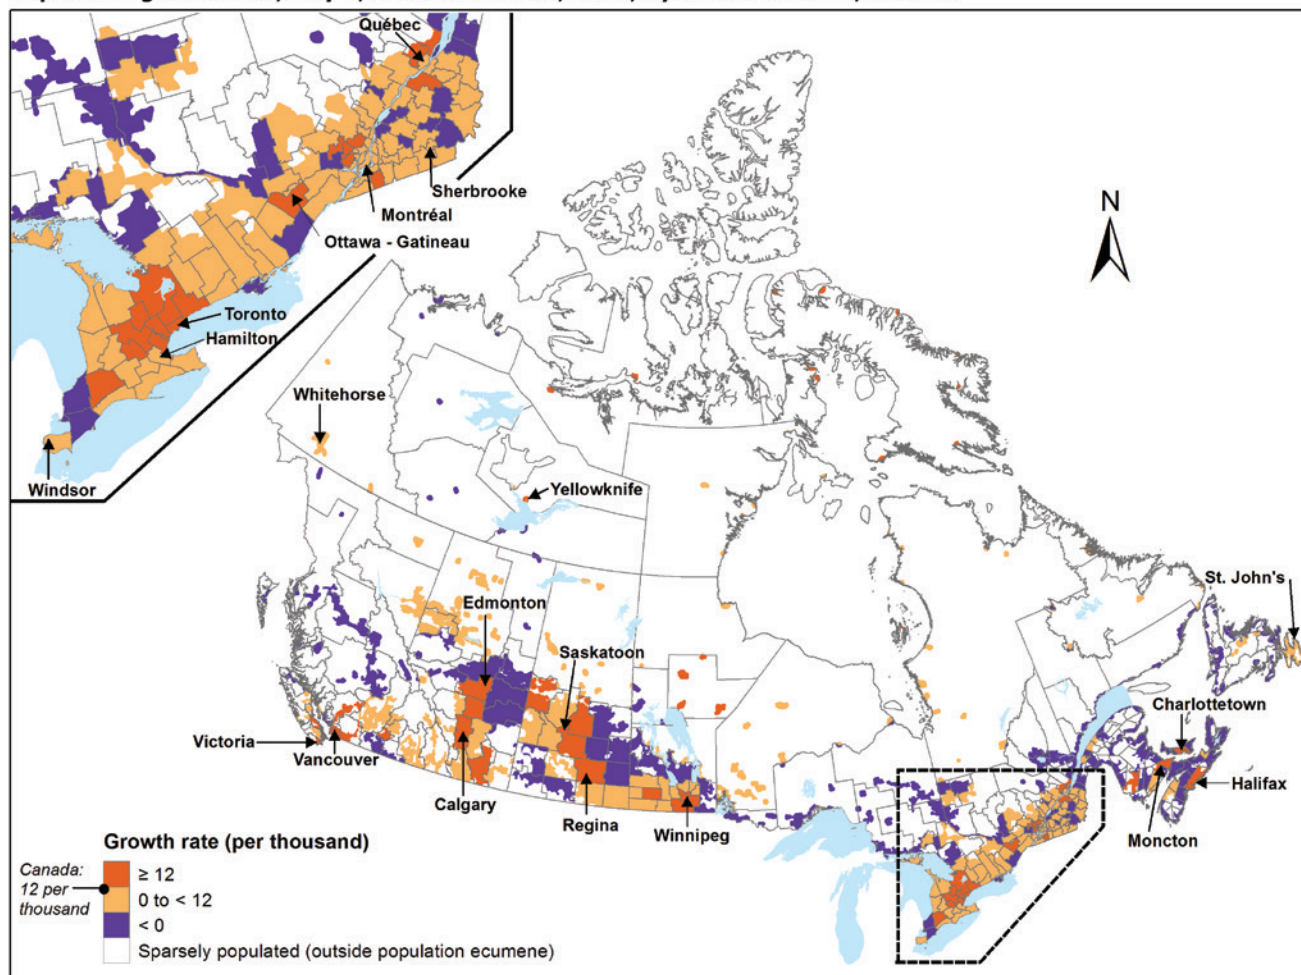 Québec
Sherbrooke
Montréal
Ottawa - Gatineau
Toronto
Hamilton
Windsor
N
Whitehorse
Yellowknife
St. John's
Edmonton
Saskatoon
Charlottetown
Victoria
Vancouver
Calgary
Regina
Winnipeg
Halifax
Moncton
Growth rate (per thousand)
Canada:
12 per
thousand
≥ 12
0 to < 12
< 0
Sparsely populated (outside population ecumene)